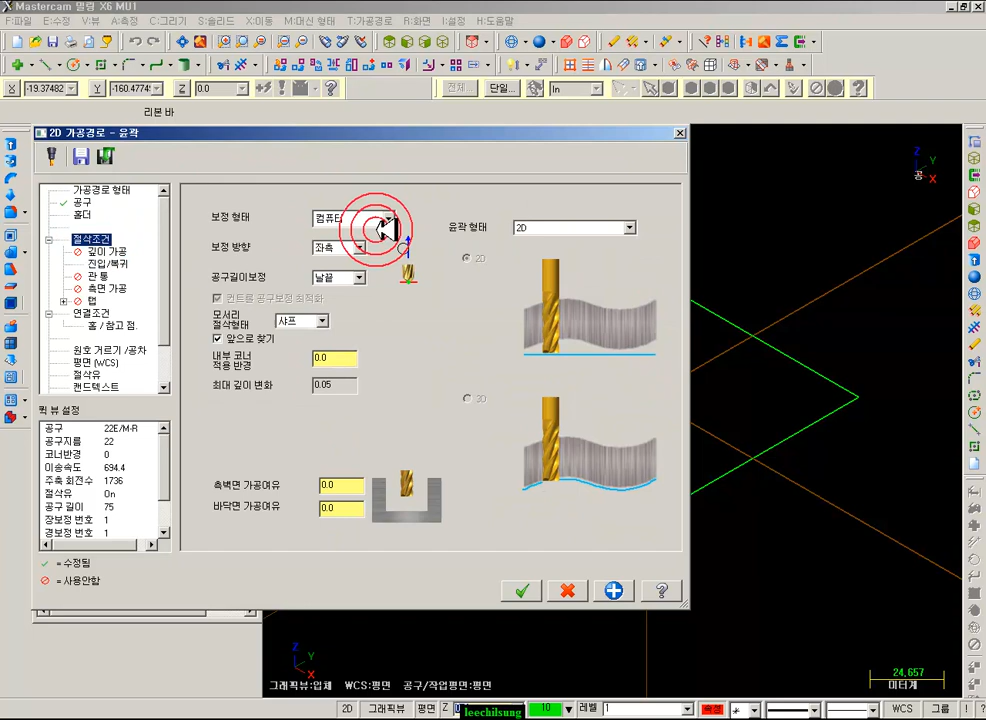 Mastercam 밀링 X6 MU1
F:파일 E:수정 V:뷰 A:측정 C:그리기 S:솔리드 X:이동 M:머신 형태 T:가공경로 R:화면 I:설정 H:도움말
X -19.37482 Y -160.4774 Z 0.0 전체... 단일... In
리본 바
2D 가공경로 - 윤곽
가공경로 형태
공구
홀더
절삭조건
깊이 가공
진입/복귀
관 통
측면 가공
탭
연결조건
홈 / 참고 점.
원호 거르기 /공차
평면 (WCS)
절삭유
캔드텍스트
퀵 뷰 설정
공구 22E/M-R
공구지름 22
코너반경 0
이송속도 694.4
주축 회전수 1736
절삭유 On
공구 길이 75
장보정 번호 1
경보정 번호 1
= 수정됨
= 사용안함
보정 형태 컴퓨터
보정 방향 좌측
공구길이보정 날끝
컨트롤 공구보정 최적화
모서리
절삭형태 샤프
앞으로 찾기
내부 코너
적용 반경 0.0
최대 깊이 변화 0.05
측벽면 가공여유 0.0
바닥면 가공여유 0.0
윤곽 형태 2D
2D
3D
Z
Y
공 X
Z
Y
X
그래픽뷰:입체 WCS:평면 공구/작업평면:평면
24.657
미터계
2D 그래픽뷰 평면 Z leechilsung 10 레벨 1 속성 WCS 그룹 ! ?